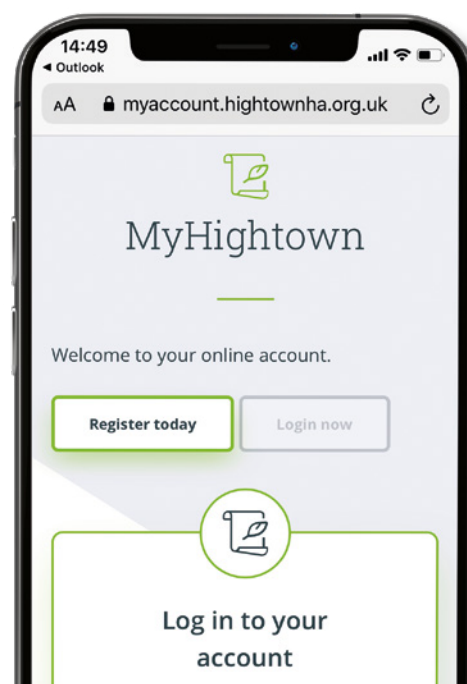 14:49
◀ Outlook
AA myaccount.hightownha.org.uk
MyHightown
Welcome to your online account.
Register today Login now
Log in to your
account